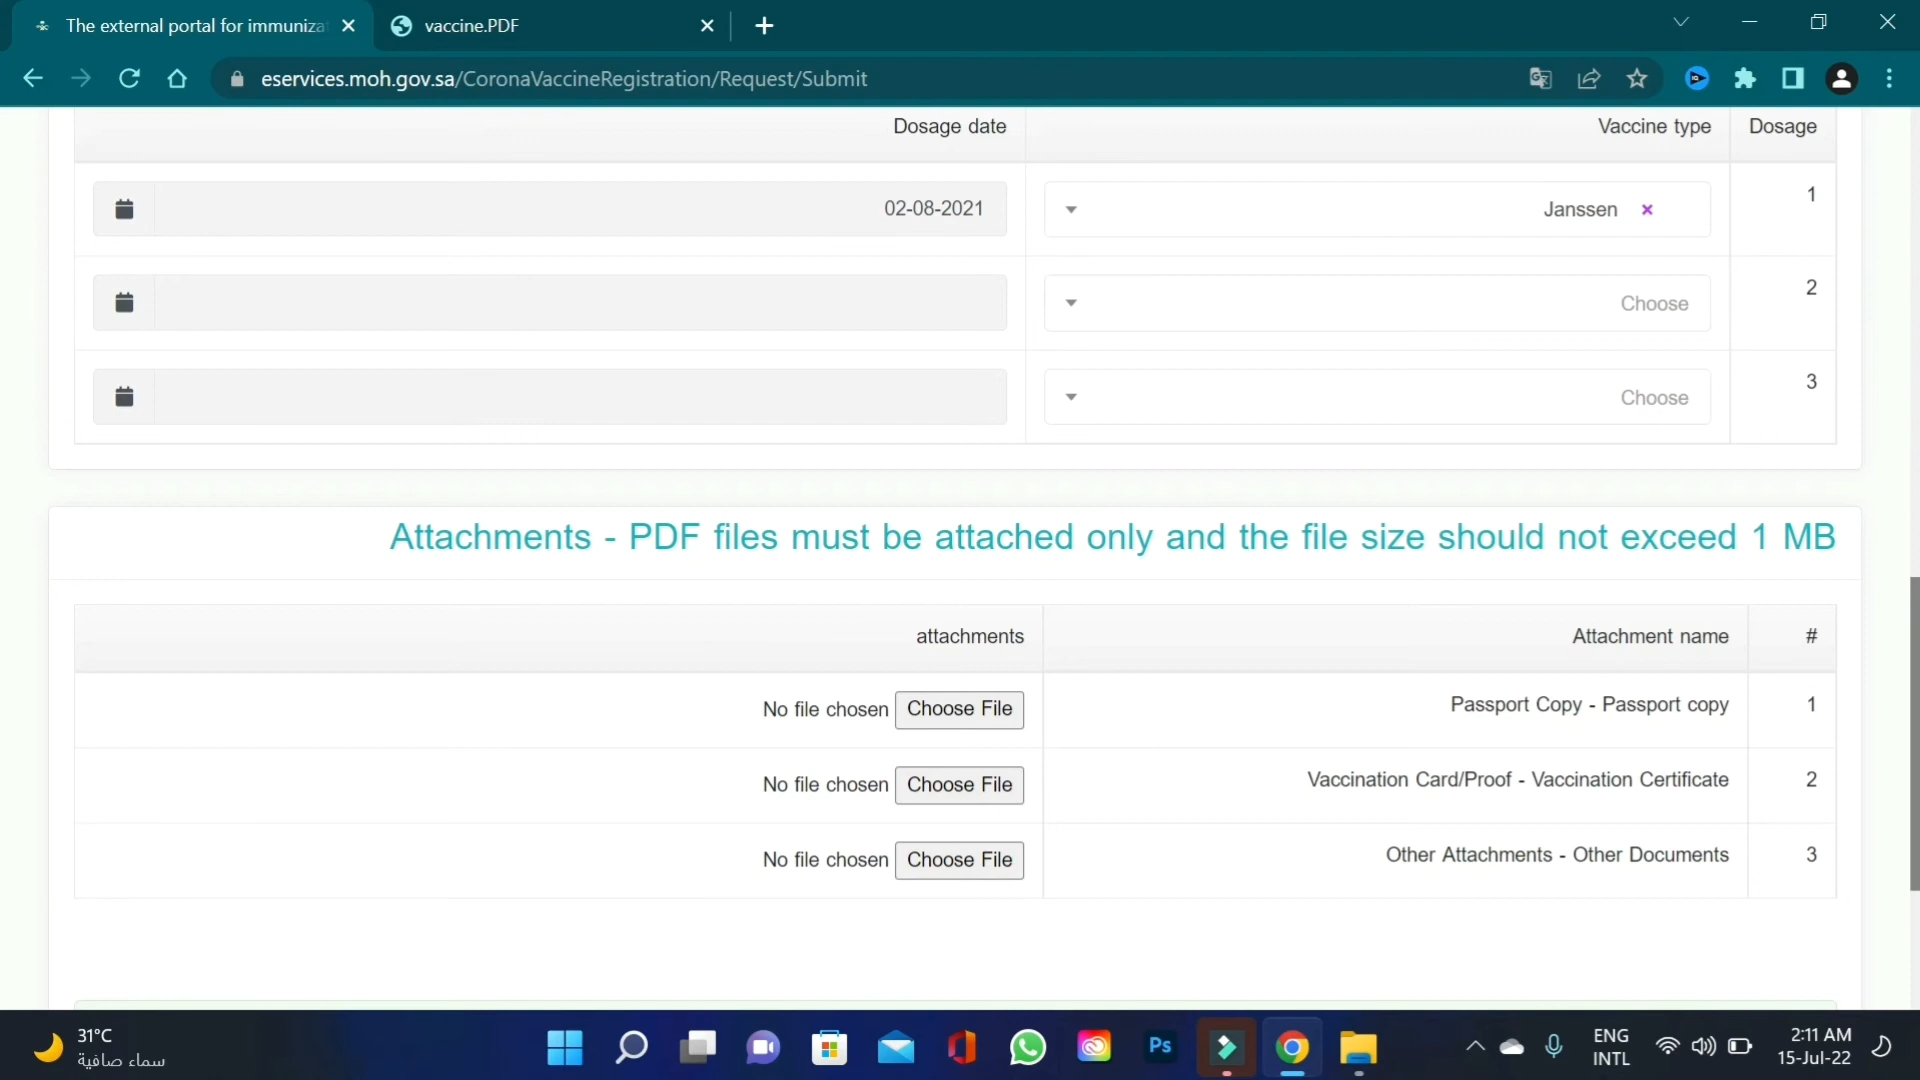 The external portal for immuniza
vaccine.PDF
eservices.moh.gov.sa/CoronaVaccineRegistration/Request/Submit
Dosage date
Vaccine type
Dosage
02-08-2021
Janssen
1
Choose
2
Choose
3
Attachments - PDF files must be attached only and the file size should not exceed 1 MB
attachments
Attachment name
#
No file chosen
Choose File
Passport Copy - Passport copy
1
No file chosen
Choose File
Vaccination Card/Proof - Vaccination Certificate
2
No file chosen
Choose File
Other Attachments - Other Documents
3
31°C
سماء صافية
Ps
ENG
INTL
2:11 AM
15-Jul-22